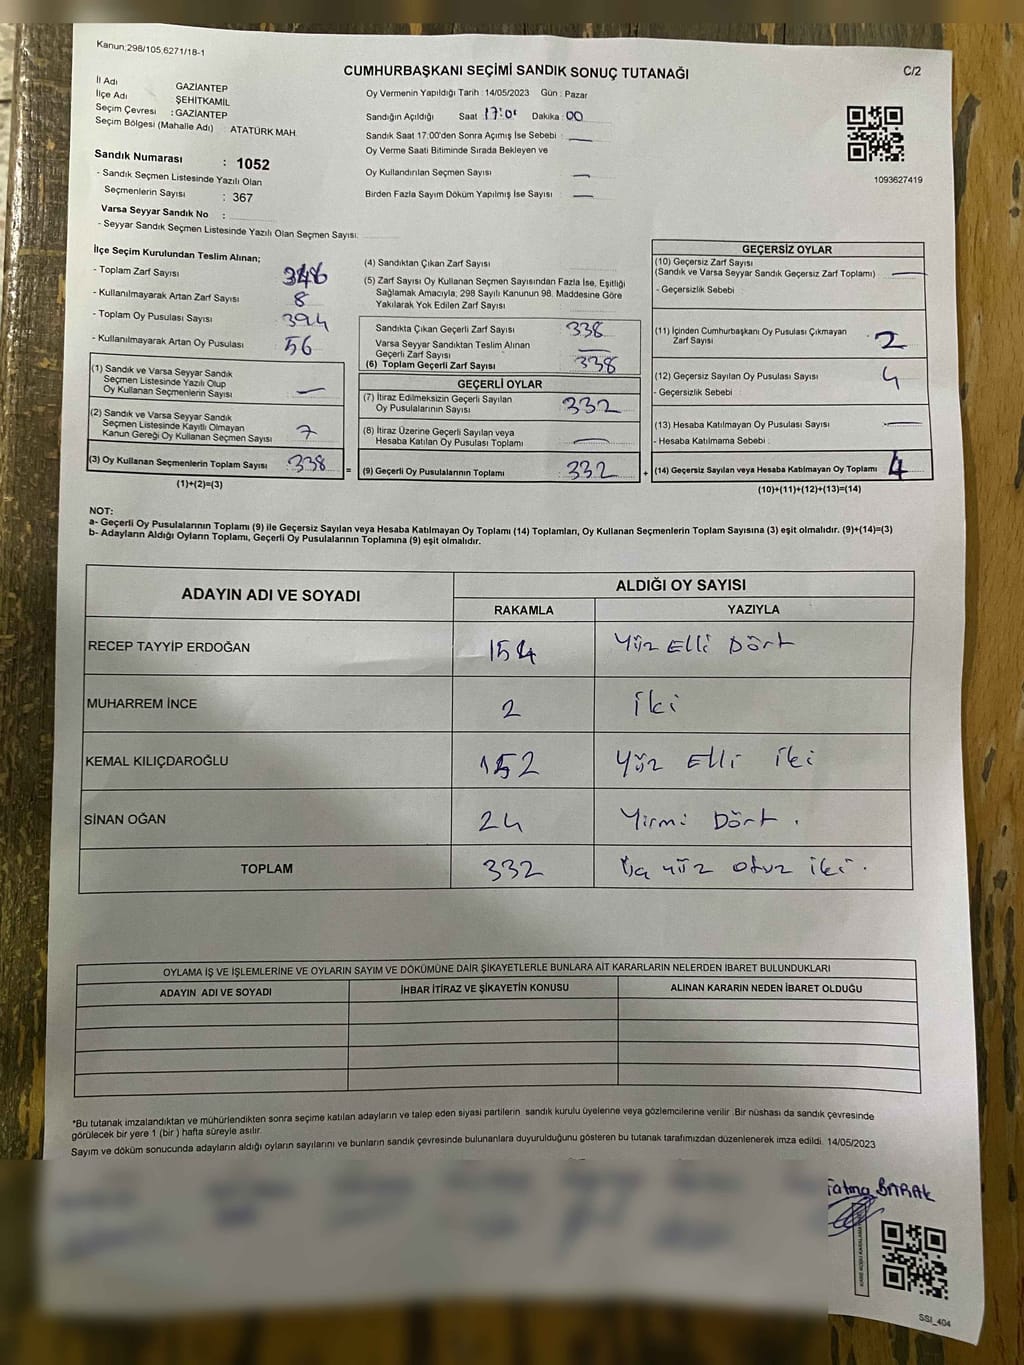 Kanun;298/105,6271/18-1
C/2
CUMHURBAŞKANI SEÇİMİ SANDIK SONUÇ TUTANAĞI
İl Adı GAZİANTEP
İlçe Adı : ŞEHİTKAMİL
Seçim Çevresi : GAZİANTEP
Seçim Bölgesi (Mahalle Adı) : ATATÜRK MAH.
Sandık Numarası : 1052
- Sandık Seçmen Listesinde Yazılı Olan
Seçmenlerin Sayısı : 367
Varsa Seyyar Sandık No :
- Seyyar Sandık Seçmen Listesinde Yazılı Olan Seçmen Sayısı:
Oy Vermenin Yapıldığı Tarih : 14/05/2023 Gün : Pazar
Sandığın Açıldığı Saat 17:01 Dakika : 00
Sandık Saat 17:00'den Sonra Açımış İse Sebebi : —
Oy Verme Saati Bitiminde Sırada Bekleyen ve
Oy Kullandırılan Seçmen Sayısı —
Birden Fazla Sayım Döküm Yapılmış İse Sayısı : —
1093627419
İlçe Seçim Kurulundan Teslim Alınan;
- Toplam Zarf Sayısı 346
- Kullanılmayarak Artan Zarf Sayısı : 8
- Toplam Oy Pusulası Sayısı : 394
- Kullanılmayarak Artan Oy Pusulası : 56
(1) Sandık ve Varsa Seyyar Sandık
Seçmen Listesinde Yazılı Olup
Oy Kullanan Seçmenlerin Sayısı : —
(2) Sandık ve Varsa Seyyar Sandık
Seçmen Listesinde Kayıtlı Olmayan
Kanun Gereği Oy Kullanan Seçmen Sayısı : 7
(3) Oy Kullanan Seçmenlerin Toplam Sayısı : 338
(1)+(2)=(3)
=
(4) Sandıktan Çıkan Zarf Sayısı :
(5) Zarf Sayısı Oy Kullanan Seçmen Sayısından Fazla İse, Eşitliği
Sağlamak Amacıyla; 298 Sayılı Kanunun 98. Maddesine Göre
Yakılarak Yok Edilen Zarf Sayısı :
Sandıkta Çıkan Geçerli Zarf Sayısı : 338
Varsa Seyyar Sandıktan Teslim Alınan
Geçerli Zarf Sayısı : —
(6) Toplam Geçerli Zarf Sayısı : 338
GEÇERLİ OYLAR
(7) İtiraz Edilmeksizin Geçerli Sayılan
Oy Pusulalarının Sayısı : 332
(8) İtiraz Üzerine Geçerli Sayılan veya
Hesaba Katılan Oy Pusulası Toplamı : —
(9) Geçerli Oy Pusulalarının Toplamı : 332
+
GEÇERSİZ OYLAR
(10) Geçersiz Zarf Sayısı
(Sandık ve Varsa Seyyar Sandık Geçersiz Zarf Toplamı) : —
- Geçersizlik Sebebi :
(11) İçinden Cumhurbaşkanı Oy Pusulası Çıkmayan
Zarf Sayısı : 2
(12) Geçersiz Sayılan Oy Pusulası Sayısı : 4
- Geçersizlik Sebebi :
(13) Hesaba Katılmayan Oy Pusulası Sayısı : —
- Hesaba Katılmama Sebebi :
(14) Geçersiz Sayılan veya Hesaba Katılmayan Oy Toplamı : 4
(10)+(11)+(12)+(13)=(14)
NOT:
a- Geçerli Oy Pusulalarının Toplamı (9) ile Geçersiz Sayılan veya Hesaba Katılmayan Oy Toplamı (14) Toplamları, Oy Kullanan Seçmenlerin Toplam Sayısına (3) eşit olmalıdır. (9)+(14)=(3)
b- Adayların Aldığı Oyların Toplamı, Geçerli Oy Pusulalarının Toplamına (9) eşit olmalıdır.
ADAYIN ADI VE SOYADI ALDIĞI OY SAYISI
RAKAMLA YAZIYLA
RECEP TAYYİP ERDOĞAN 154 Yüz Elli Dört
MUHARREM İNCE 2 iki
KEMAL KILIÇDAROĞLU 152 Yüz Elli iki
SİNAN OĞAN 24 Yirmi Dört .
TOPLAM 332 yüz otuz iki .
OYLAMA İŞ VE İŞLEMLERİNE VE OYLARIN SAYIM VE DÖKÜMÜNE DAİR ŞİKAYETLERLE BUNLARA AİT KARARLARIN NELERDEN İBARET BULUNDUKLARI
ADAYIN ADI VE SOYADI İHBAR İTİRAZ VE ŞİKAYETİN KONUSU ALINAN KARARIN NEDEN İBARET OLDUĞU
*Bu tutanak imzalandıktan ve mühürlendikten sonra seçime katılan adayların ve talep eden siyasi partilerin sandık kurulu üyelerine veya gözlemcilerine verilir .Bir nüshası da sandık çevresinde
görülecek bir yere 1 (bir ) hafta süreyle asılır.
Sayım ve döküm sonucunda adayların aldığı oyların sayılarını ve bunların sandık çevresinde bulunanlara duyurulduğunu gösteren bu tutanak tarafımızdan düzenlenerek imza edildi. 14/05/2023
Fatma BARAK
SSI_404